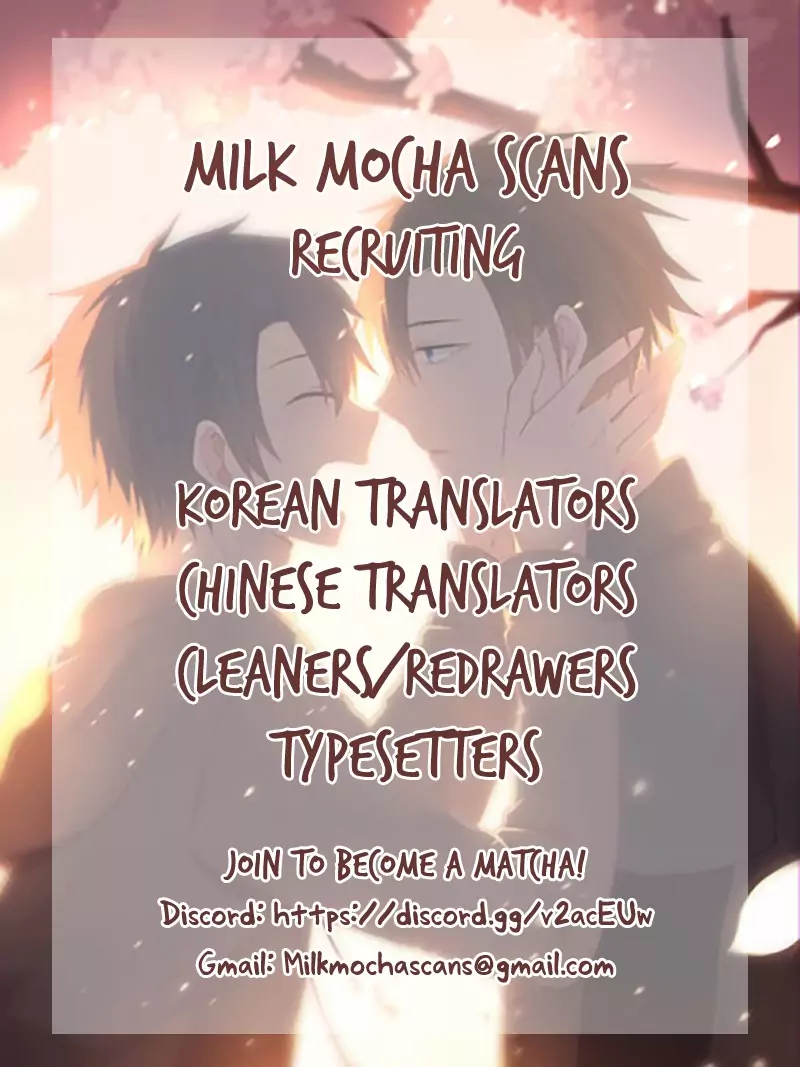 MILK MOCHA SCANS
RECRUITING
KOREAN TRANSLATORS
CHINESE TRANSLATORS
CLEANERS/REDRAWERS
TYPESETTERS
JOIN TO BECOME A MATCHA!
Discord: https://discord.gg/v2acEUw
Gmail: Milkmochascans@gmail.com